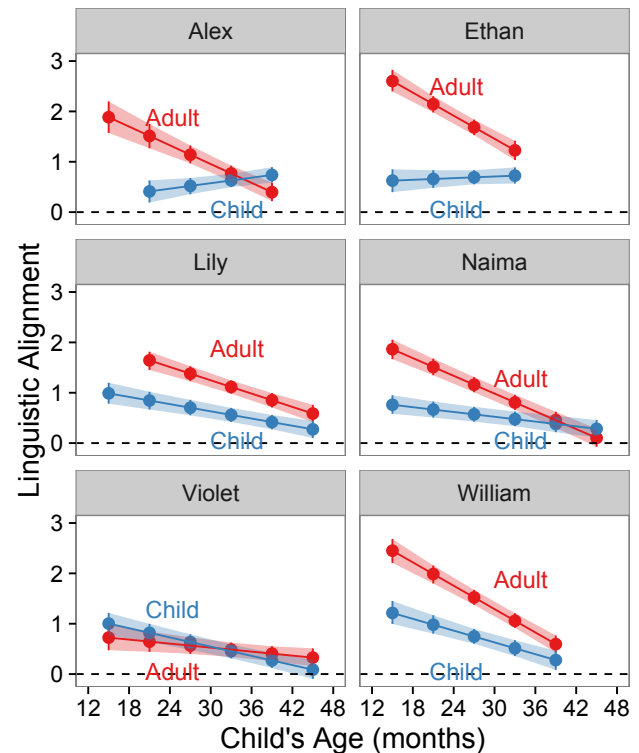 Alex
Ethan
3
2
1
0
Adult
Child
Adult
Child
Lily
Naima
3
2
1
0
Adult
Child
Adult
Child
Linguistic Alignment
Violet
William
3
2
1
0
Child
Adult
Adult
Child
12 18 24 30 36 42 48 12 18 24 30 36 42 48
Child's Age (months)